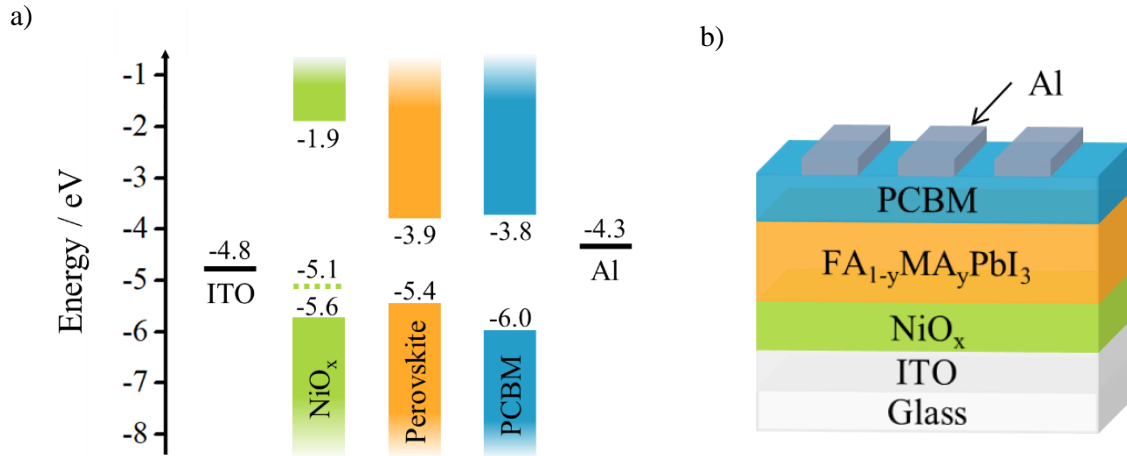 a)
Energy / eV
-1
-2
-3
-4
-5
-6
-7
-8
-4.8
ITO
-1.9
-5.1
-5.6
NiOx
-3.9
-5.4
Perovskite
-3.8
-6.0
PCBM
-4.3
Al
b)
Al
PCBM
FA1-yMAyPbI3
NiOx
ITO
Glass